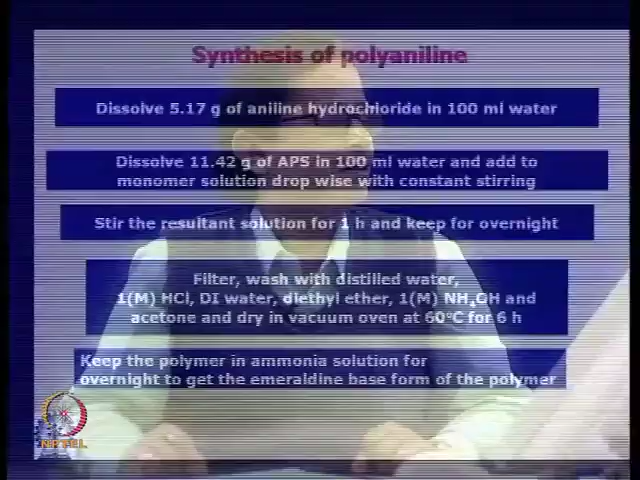 Synthesis of polyaniline
Dissolve 5.17 g of aniline hydrochloride in 100 ml water
Dissolve 11.42 g of APS in 100 ml water and add to
monomer solution drop wise with constant stirring
Stir the resultant solution for 1 h and keep for overnight
Filter, wash with distilled water,
1(M) HCl, DI water, diethyl ether, 1(M) NH₄OH and
acetone and dry in vacuum oven at 60°C for 6 h
Keep the polymer in ammonia solution for
overnight to get the emeraldine base form of the polymer
NPTEL